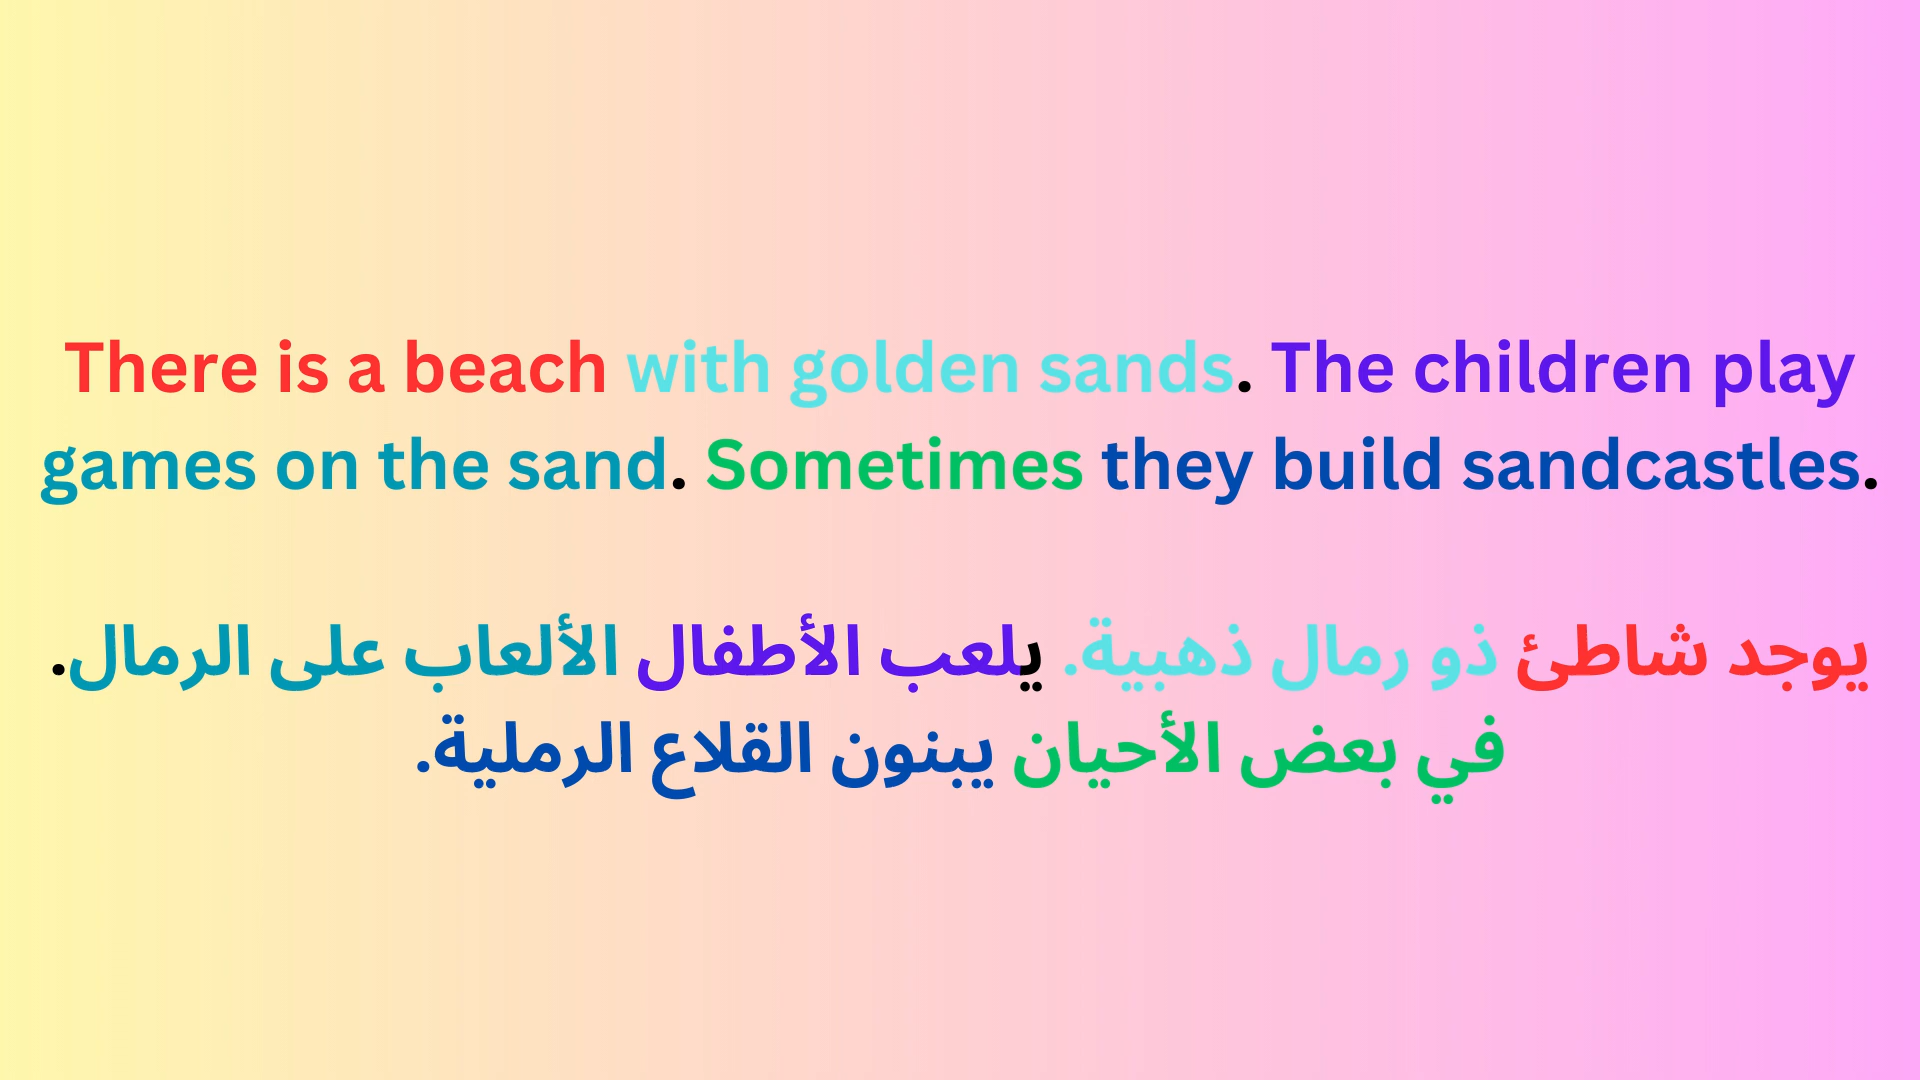 There is a beach with golden sands. The children play
games on the sand. Sometimes they build sandcastles.
يوجد شاطئ ذو رمال ذهبية. يلعب الأطفال الألعاب على الرمال.
في بعض الأحيان يبنون القلاع الرملية.